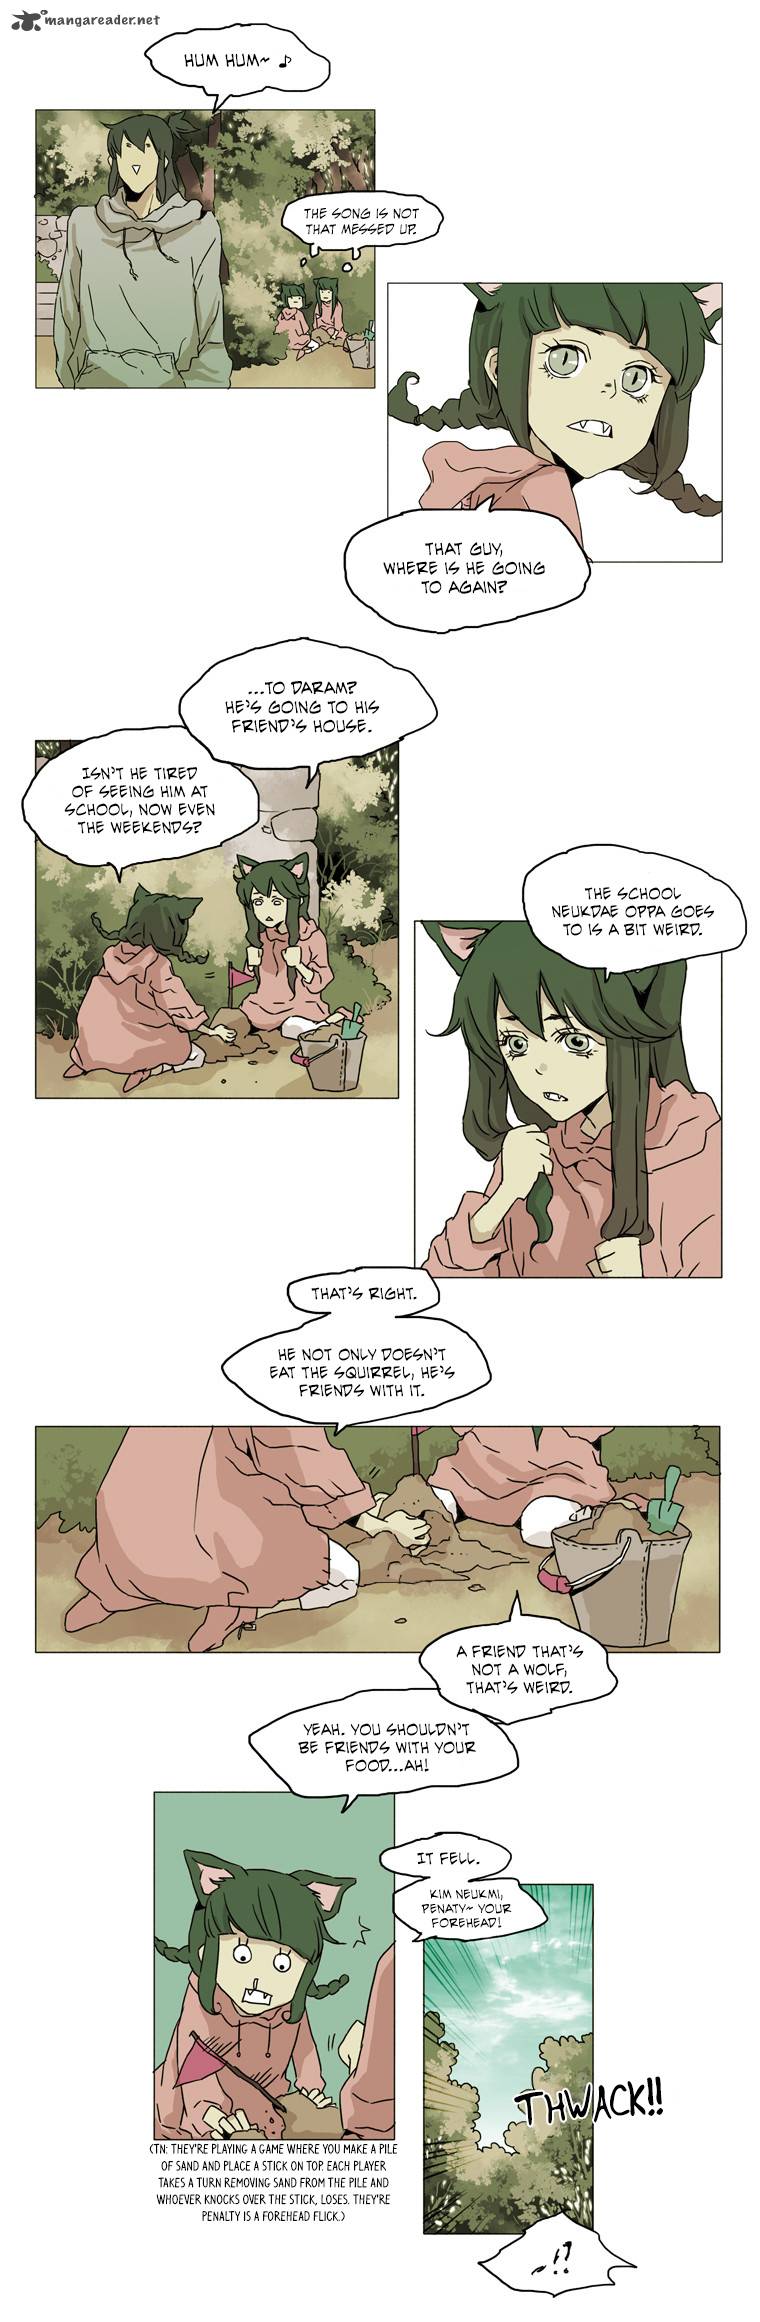 mangareader.net
HUM HUM~ ♪
THE SONG IS NOT
THAT MESSED UP.
THAT GUY,
WHERE IS HE GOING
TO AGAIN?
...TO DARAM?
HE'S GOING TO HIS
FRIEND'S HOUSE.
ISN'T HE TIRED
OF SEEING HIM AT
SCHOOL, NOW EVEN
THE WEEKENDS?
THE SCHOOL
NEUKDAE OPPA GOES
TO IS A BIT WEIRD.
THAT'S RIGHT.
HE NOT ONLY DOESN'T
EAT THE SQUIRREL, HE'S
FRIENDS WITH IT.
A FRIEND THAT'S
NOT A WOLF,
THAT'S WEIRD.
YEAH. YOU SHOULDN'T
BE FRIENDS WITH YOUR
FOOD...AH!
IT FELL.
KIM NEUKMI,
PENATY~ YOUR
FOREHEAD!
(TN: THEY'RE PLAYING A GAME WHERE YOU MAKE A PILE
OF SAND AND PLACE A STICK ON TOP. EACH PLAYER
TAKES A TURN REMOVING SAND FROM THE PILE AND
WHOEVER KNOCKS OVER THE STICK, LOSES. THEY'RE
PENALTY IS A FOREHEAD FLICK.)
THWACK!!
..!?